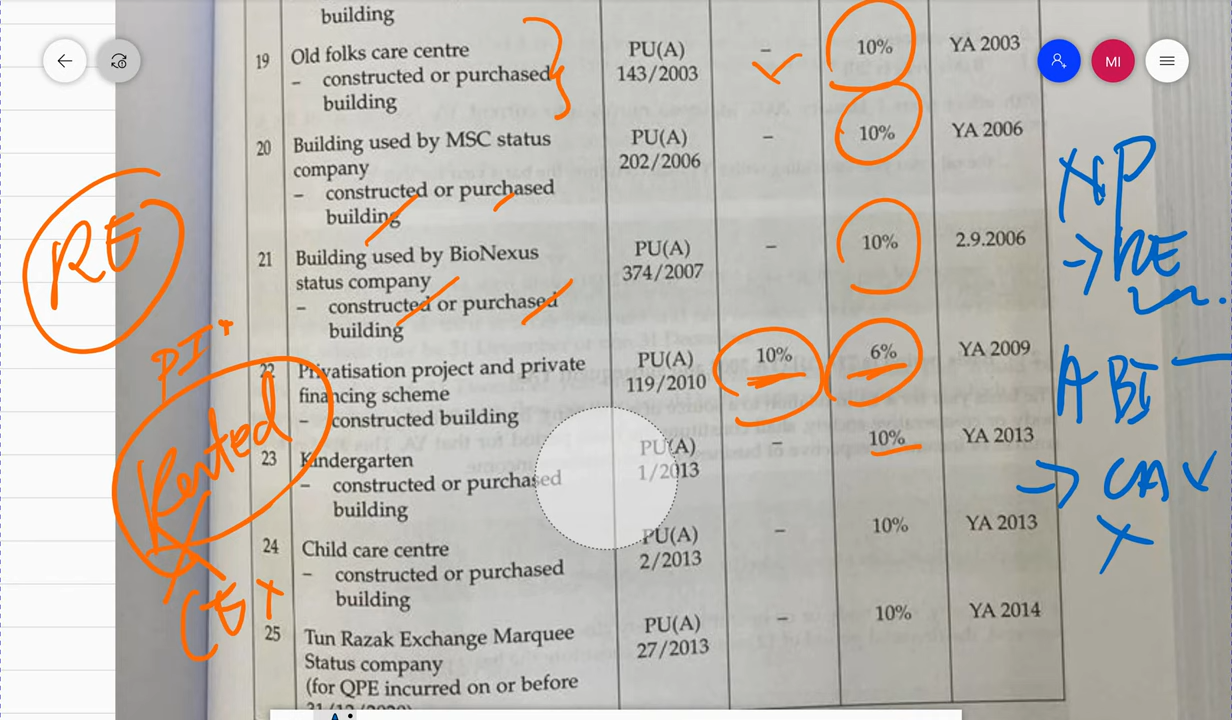 building
19 Old folks care centre PU(A) – 10% YA 2003
– constructed or purchased 143/2003
building
20 Building used by MSC status PU(A) – 10% YA 2006
company 202/2006
– constructed or purchased
building
21 Building used by BioNexus PU(A) – 10% 2.9.2006
status company 374/2007
– constructed or purchased
building
22 Privatisation project and private PU(A) 10% 6% YA 2009
financing scheme 119/2010
– constructed building
23 Kindergarten PU(A) – 10% YA 2013
– constructed or purchased 1/2013
building
24 Child care centre PU(A) – 10% YA 2013
– constructed or purchased 2/2013
building
25 Tun Razak Exchange Marquee PU(A) – 10% YA 2014
Status company 27/2013
(for QPE incurred on or before
MI
RE
PI
Rented
P
→ RE
A BI
→ CA